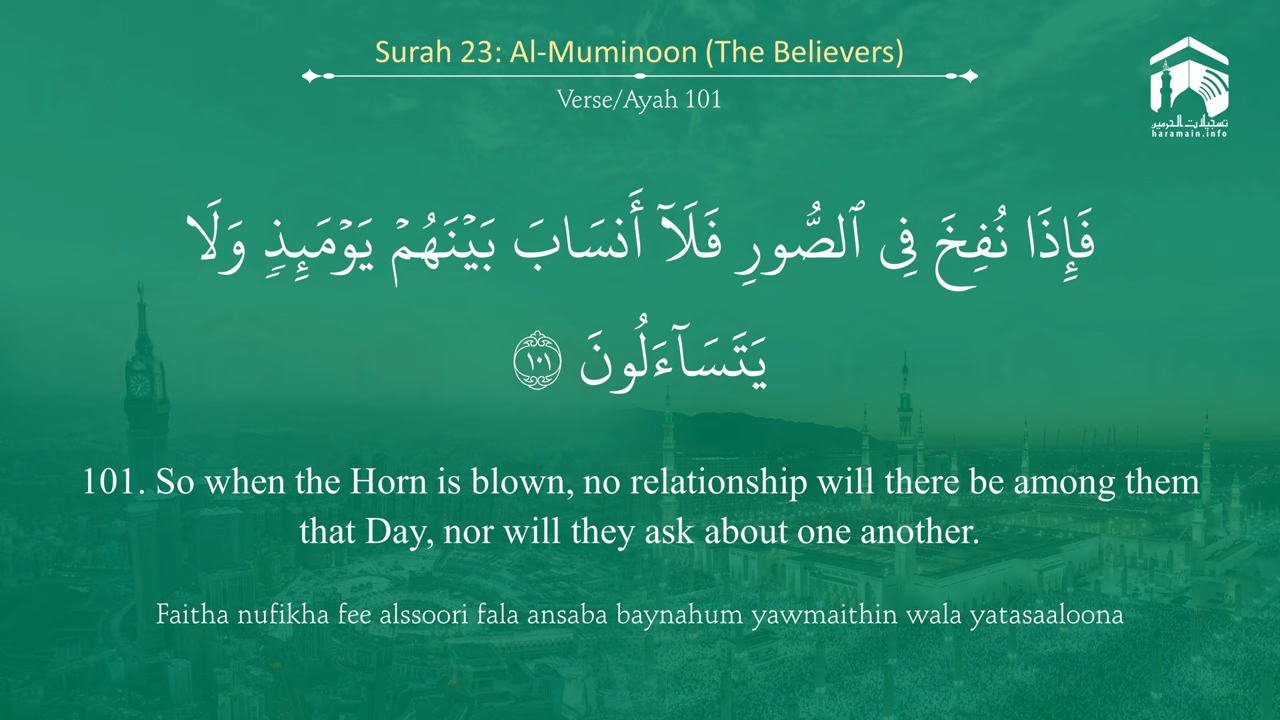 Surah 23: Al-Muminoon (The Believers)
Verse/Ayah 101
تسجيلات الحرمين
haramain.info
فَإِذَا نُفِخَ فِى ٱلصُّورِ فَلَآ أَنسَابَ بَيْنَهُمْ يَوْمَئِذٍ وَلَا
يَتَسَآءَلُونَ ١٠١
101. So when the Horn is blown, no relationship will there be among them
that Day, nor will they ask about one another.
Faitha nufikha fee alssoori fala ansaba baynahum yawmaithin wala yatasaaloona